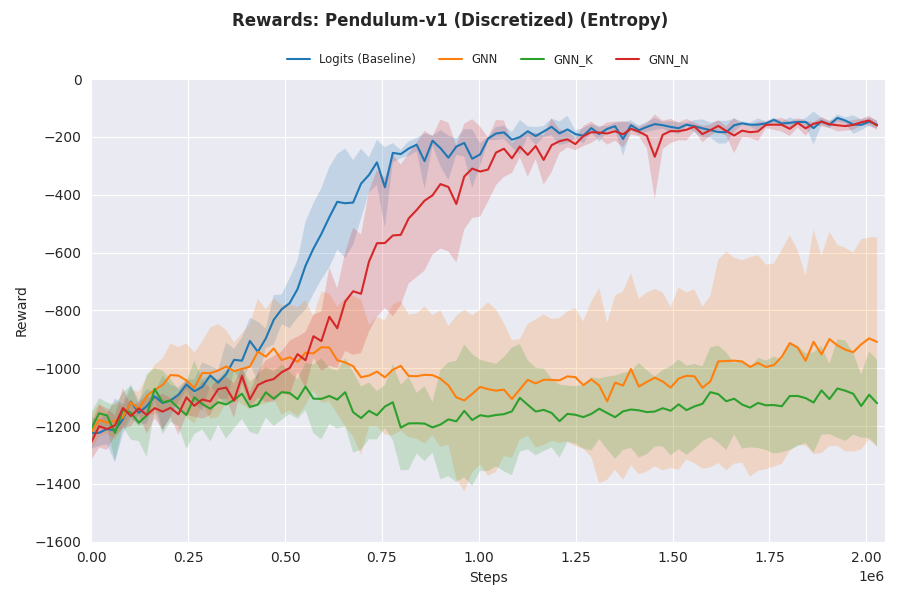 Rewards: Pendulum-v1 (Discretized) (Entropy)
Logits (Baseline) GNN GNN_K GNN_N
0
−200
−400
−600
−800
−1000
−1200
−1400
−1600
Reward
0.00 0.25 0.50 0.75 1.00 1.25 1.50 1.75 2.00
1e6
Steps